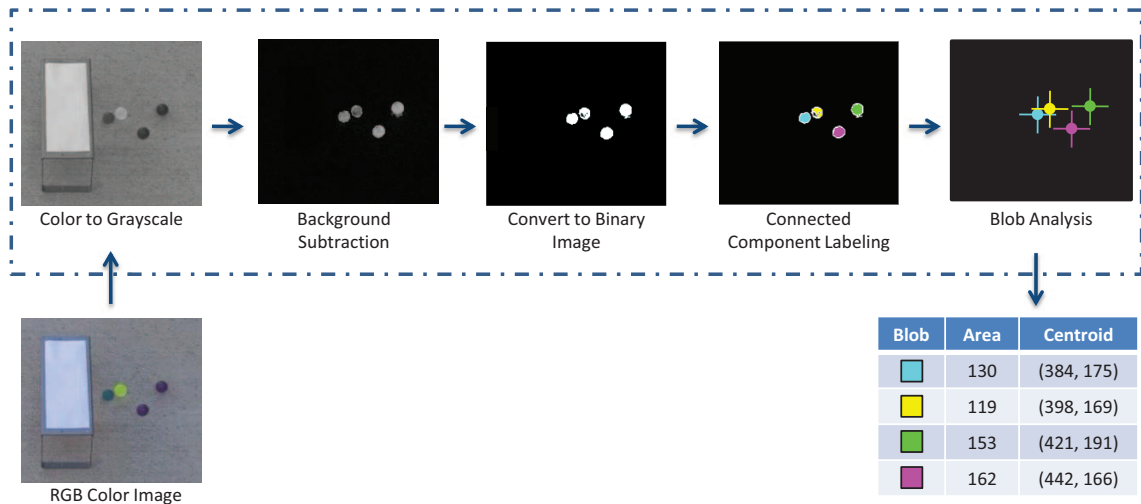 Color to Grayscale
Background
Subtraction
Convert to Binary
Image
Connected
Component Labeling
Blob Analysis
RGB Color Image
Blob Area Centroid
130 (384, 175)
119 (398, 169)
153 (421, 191)
162 (442, 166)